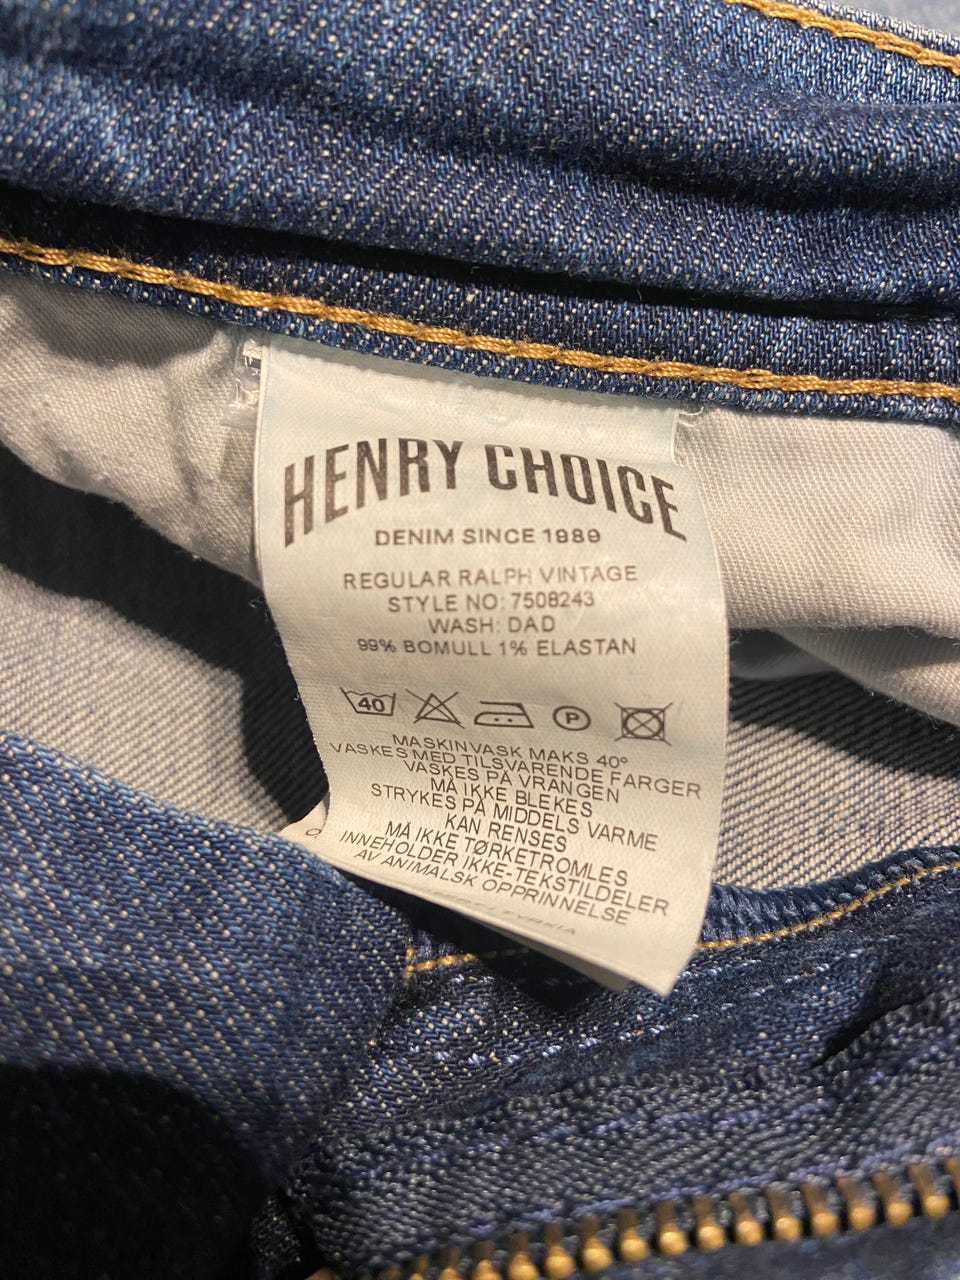 HENRY CHOICE
DENIM SINCE 1989
REGULAR RALPH VINTAGE
STYLE NO: 7508243
WASH: DAD
99% BOMULL 1% ELASTAN
40 P
MASKINVASK MAKS 40°
VASKES MED TILSVARENDE FARGER
VASKES PÅ VRANGEN
MÅ IKKE BLEKES
STRYKES PÅ MIDDELS VARME
KAN RENSES
MÅ IKKE TØRKETROMLES
INNEHOLDER IKKE-TEKSTILDELER
AV ANIMALSK OPPRINNELSE